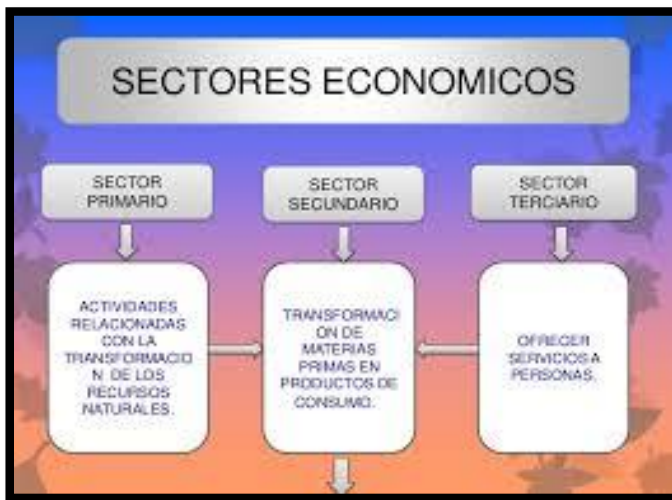 SECTORES ECONOMICOS
SECTOR
PRIMARIO
SECTOR
SECUNDARIO
SECTOR
TERCIARIO
ACTIVIDADES
RELACIONADAS
CON LA
TRANSFORMACIO
N DE LOS
RECURSOS
NATURALES.
TRANSFORMACI
ON DE
MATERIAS
PRIMAS EN
PRODUCTOS DE
CONSUMO.
OFRECER
SERVICIOS A
PERSONAS.